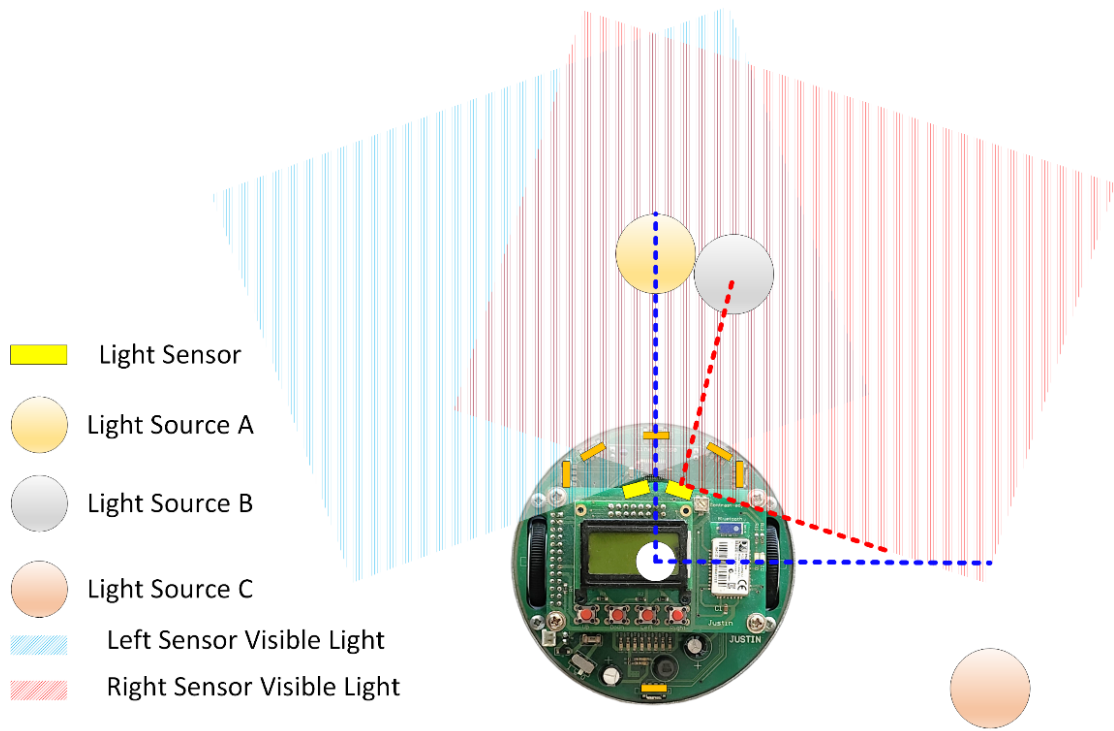 Light Sensor
Light Source A
Light Source B
Light Source C
Left Sensor Visible Light
Right Sensor Visible Light
Justin
JUSTIN